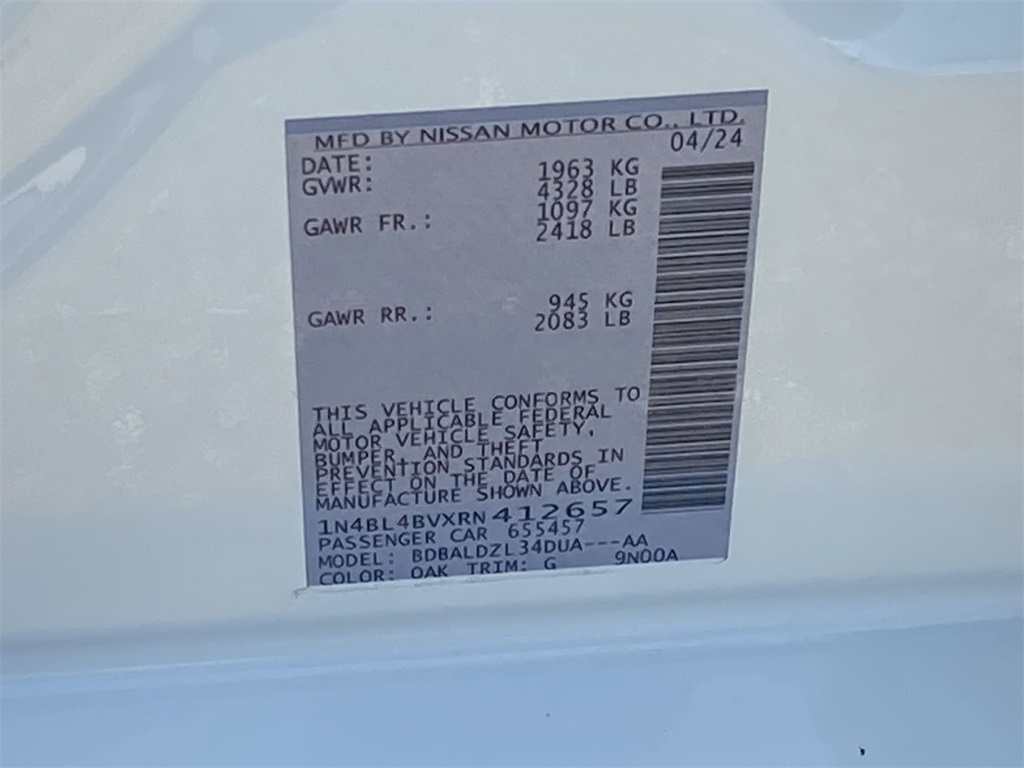 MFD BY NISSAN MOTOR CO., LTD.
DATE: 04/24
GVWR: 1963 KG
4328 LB
GAWR FR.: 1097 KG
2418 LB
GAWR RR.: 945 KG
2083 LB
THIS VEHICLE CONFORMS TO
ALL APPLICABLE FEDERAL
MOTOR VEHICLE SAFETY,
BUMPER, AND THEFT
PREVENTION STANDARDS IN
EFFECT ON THE DATE OF
MANUFACTURE SHOWN ABOVE.
1N4BL4BVXRN412657
PASSENGER CAR 655457
MODEL: BDBALDZL34DUA---AA
COLOR: QAK TRIM: G 9N00A